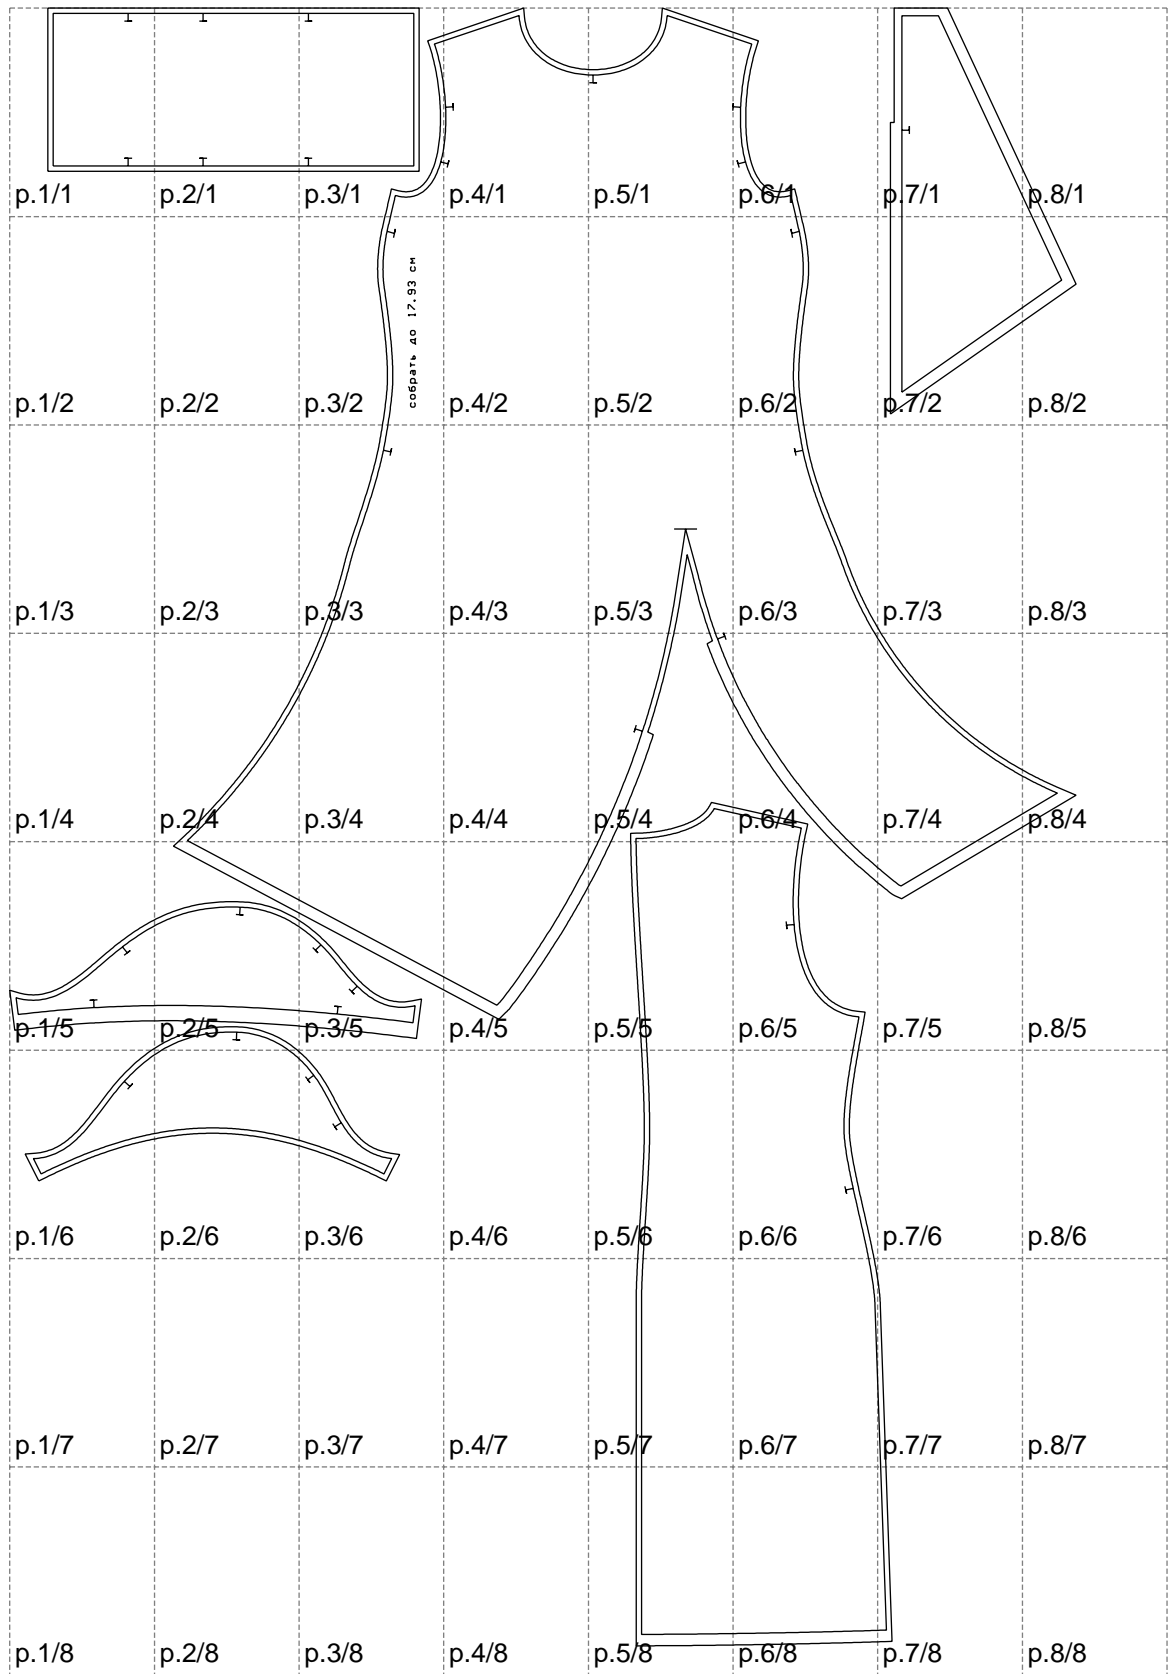 p.1/1 p.2/1 p.3/1 p.4/1 p.5/1 p.6/1 p.7/1 p.8/1
собрать до 17.93 см
p.1/2 p.2/2 p.3/2 p.4/2 p.5/2 p.6/2 p.7/2 p.8/2
p.1/3 p.2/3 p.3/3 p.4/3 p.5/3 p.6/3 p.7/3 p.8/3
p.1/4 p.2/4 p.3/4 p.4/4 p.5/4 p.6/4 p.7/4 p.8/4
p.1/5 p.2/5 p.3/5 p.4/5 p.5/5 p.6/5 p.7/5 p.8/5
p.1/6 p.2/6 p.3/6 p.4/6 p.5/6 p.6/6 p.7/6 p.8/6
p.1/7 p.2/7 p.3/7 p.4/7 p.5/7 p.6/7 p.7/7 p.8/7
p.1/8 p.2/8 p.3/8 p.4/8 p.5/8 p.6/8 p.7/8 p.8/8